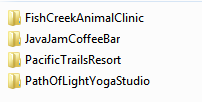 FishCreekAnimalClinic
JavaJamCoffeeBar
PacificTrailsResort
PathOfLightYogaStudio